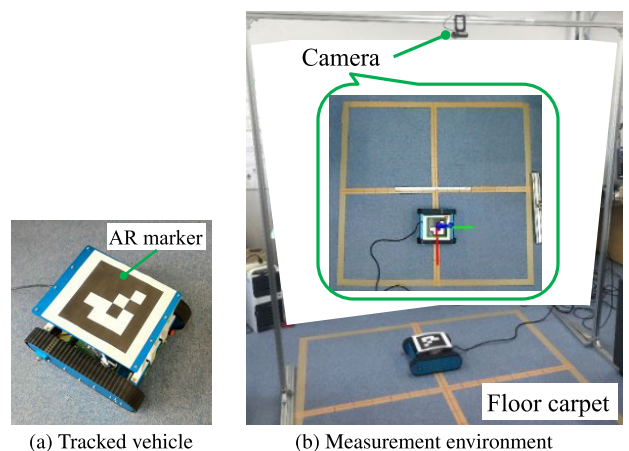 Camera
AR marker
Floor carpet
(a) Tracked vehicle
(b) Measurement environment